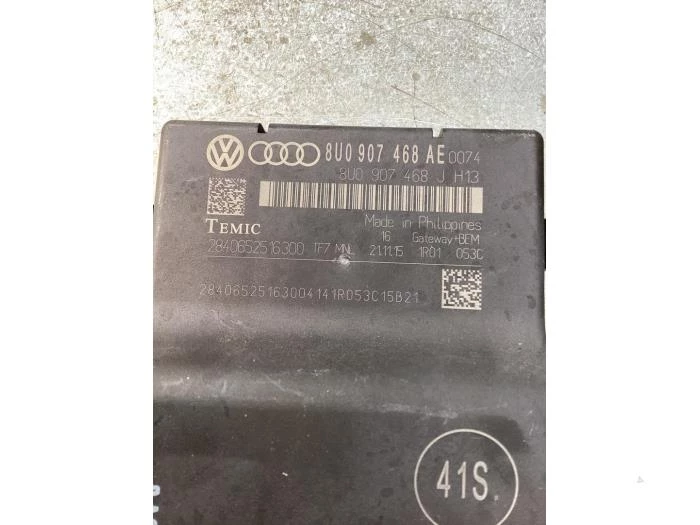 8U0 907 468 AE 0074
8U0 907 468 J H13
TEMIC
Made in Philippines
16 Gateway+BEM
284065251630O TF7 MNL 21.11.15 1R01 053C
28406525163004141R053C15B21
41S.